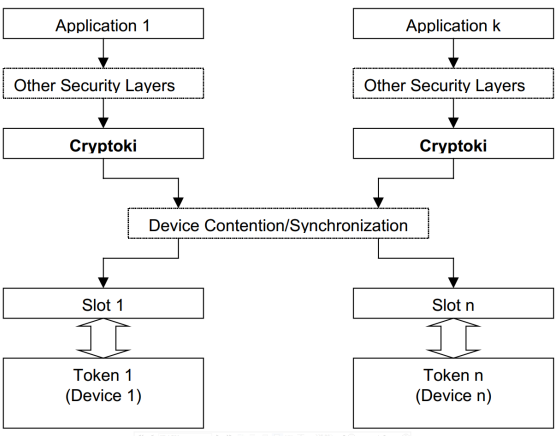 Application 1
Application k
Other Security Layers
Other Security Layers
Cryptoki
Cryptoki
Device Contention/Synchronization
Slot 1
Slot n
Token 1
(Device 1)
Token n
(Device n)